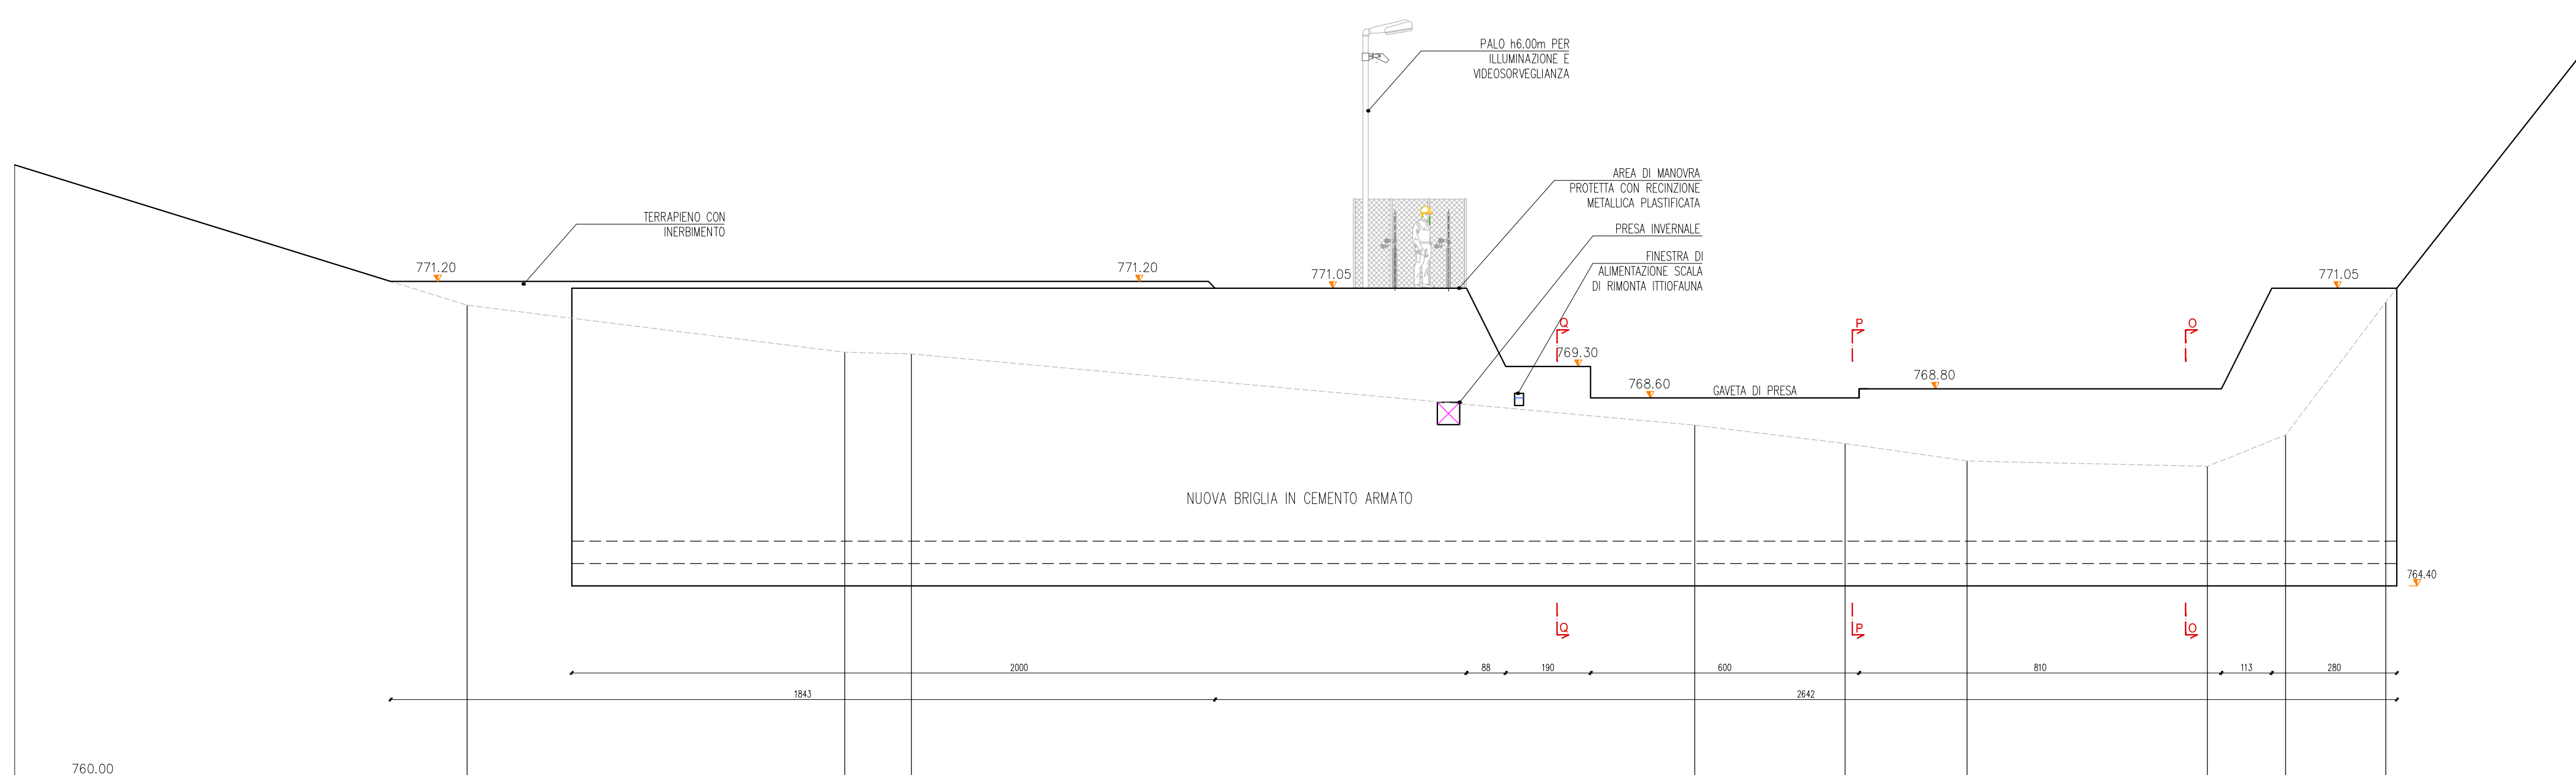 PALO h6.00m PER
ILLUMINAZIONE E
VIDEOSORVEGLIANZA
AREA DI MANOVRA
PROTETTA CON RECINZIONE
METALLICA PLASTIFICATA
TERRAPIENO CON
INERBIMENTO
PRESA INVERNALE
FINESTRA DI
ALIMENTAZIONE SCALA
DI RIMONTA ITTIOFAUNA
771.20
771.20
771.05
771.05
Q
P
O
769.30
768.60
GAVETA DI PRESA
768.80
NUOVA BRIGLIA IN CEMENTO ARMATO
764.40
Q
P
O
2000
88
190
600
810
113
280
1843
2642
760.00